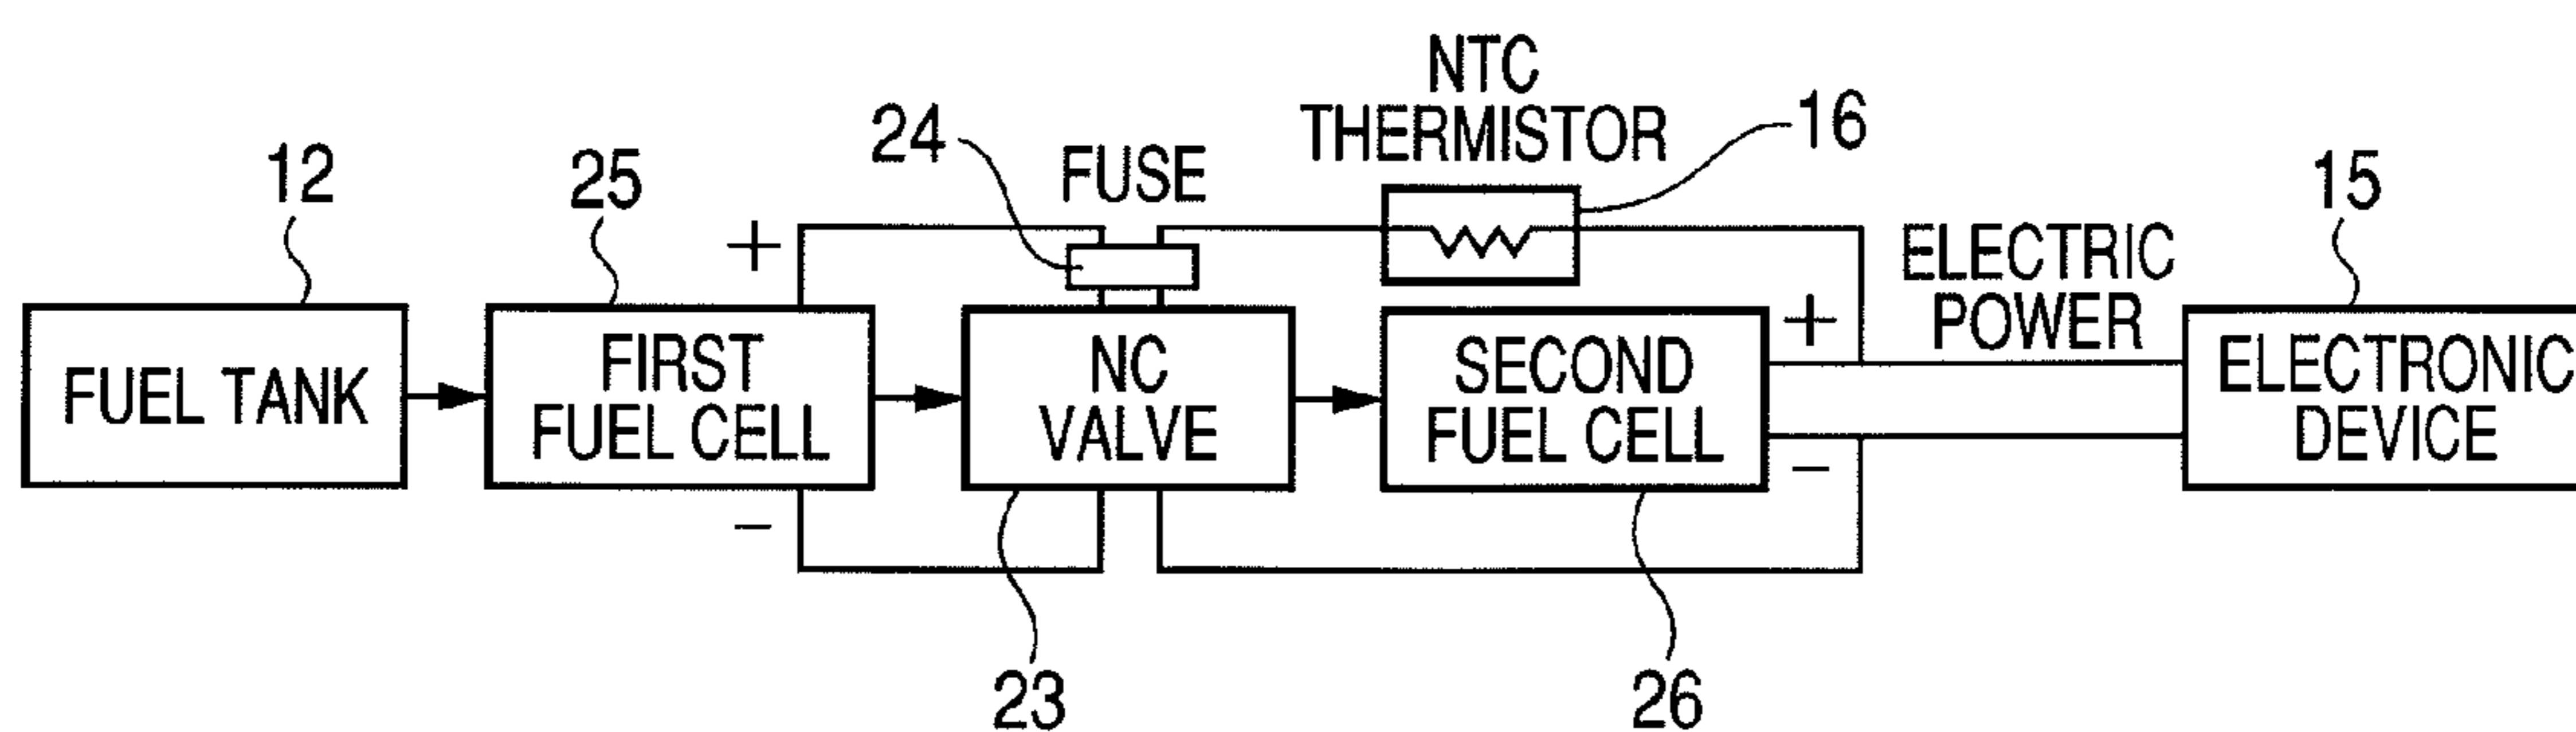 NTC
THERMISTOR
16
24
FUSE
12
25
15
+
ELECTRIC
POWER
+
FUEL TANK
FIRST
FUEL CELL
NC
VALVE
SECOND
FUEL CELL
ELECTRONIC
DEVICE
−
−
23
26